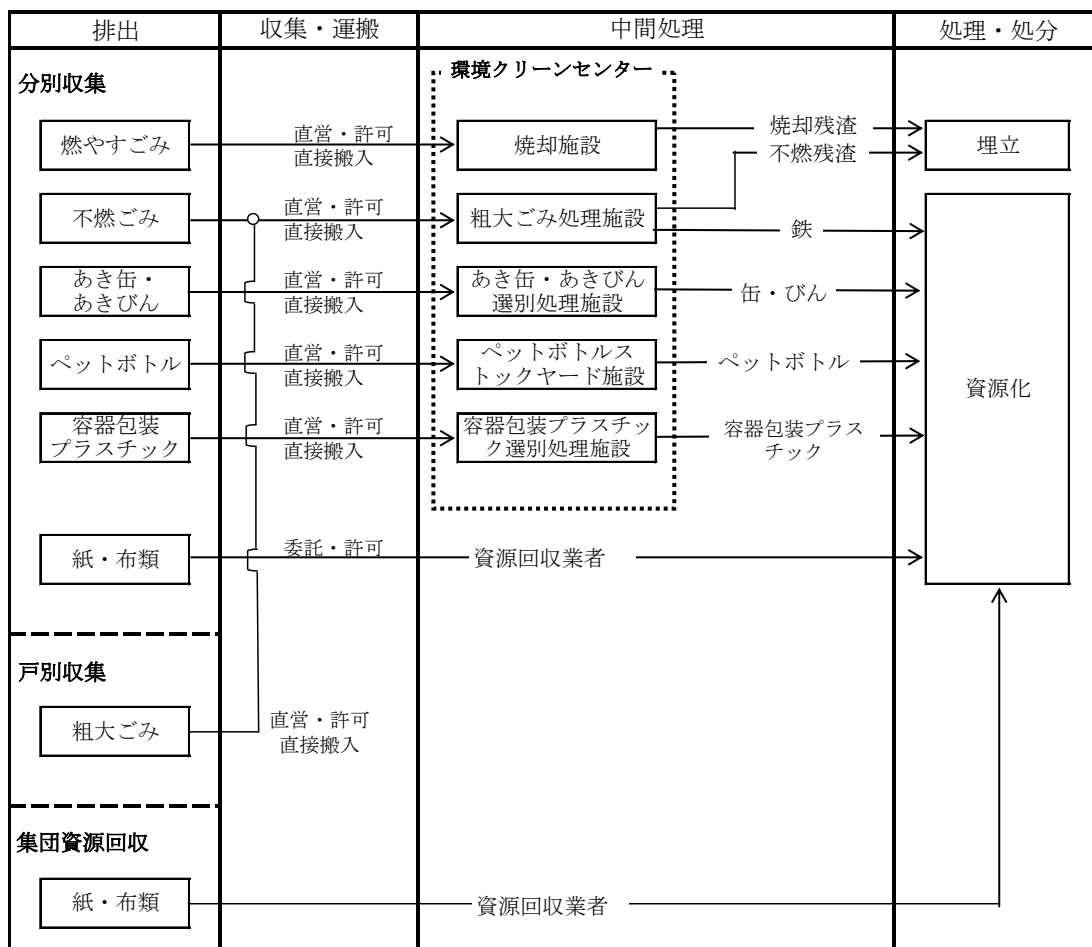 排出
収集・運搬
中間処理
処理・処分
分別収集
環境クリーンセンター
燃やすごみ
直営・許可
直接搬入
焼却施設
焼却残渣
不燃残渣
埋立
不燃ごみ
直営・許可
直接搬入
粗大ごみ処理施設
鉄
あき缶・
あきびん
直営・許可
直接搬入
あき缶・あきびん
選別処理施設
缶・びん
ペットボトル
直営・許可
直接搬入
ペットボトルス
トックヤード施設
ペットボトル
資源化
容器包装
プラスチック
直営・許可
直接搬入
容器包装プラスチッ
ク選別処理施設
容器包装プラス
チック
紙・布類
委託・許可
資源回収業者
戸別収集
粗大ごみ
直営・許可
直接搬入
集団資源回収
紙・布類
資源回収業者